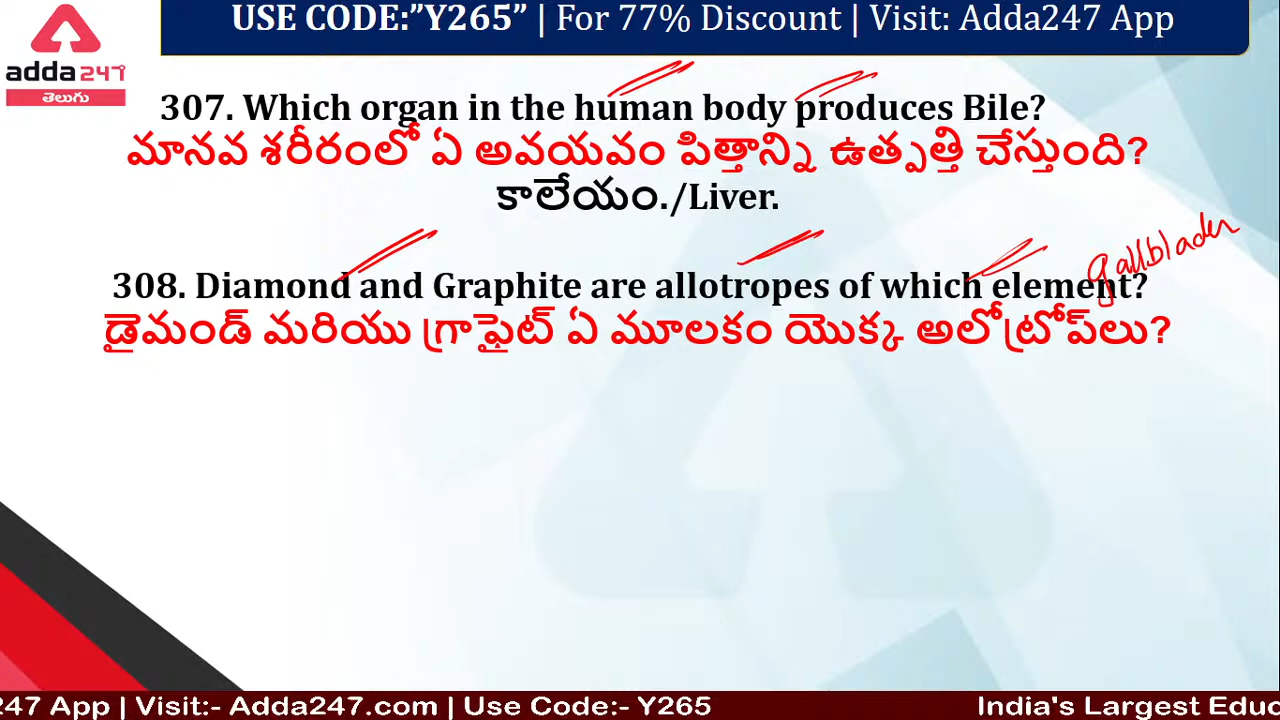 USE CODE:”Y265” | For 77% Discount | Visit: Adda247 App
adda247
తెలుగు
307. Which organ in the human body produces Bile?
మానవ శరీరంలో ఏ అవయవం పిత్తాన్ని ఉత్పత్తి చేస్తుంది?
కాలేయం./Liver.
gallblader
308. Diamond and Graphite are allotropes of which element?
డైమండ్ మరియు గ్రాఫైట్ ఏ మూలకం యొక్క అలోట్రోప్‌లు?
247 App | Visit:- Adda247.com | Use Code:- Y265
India's Largest Educ